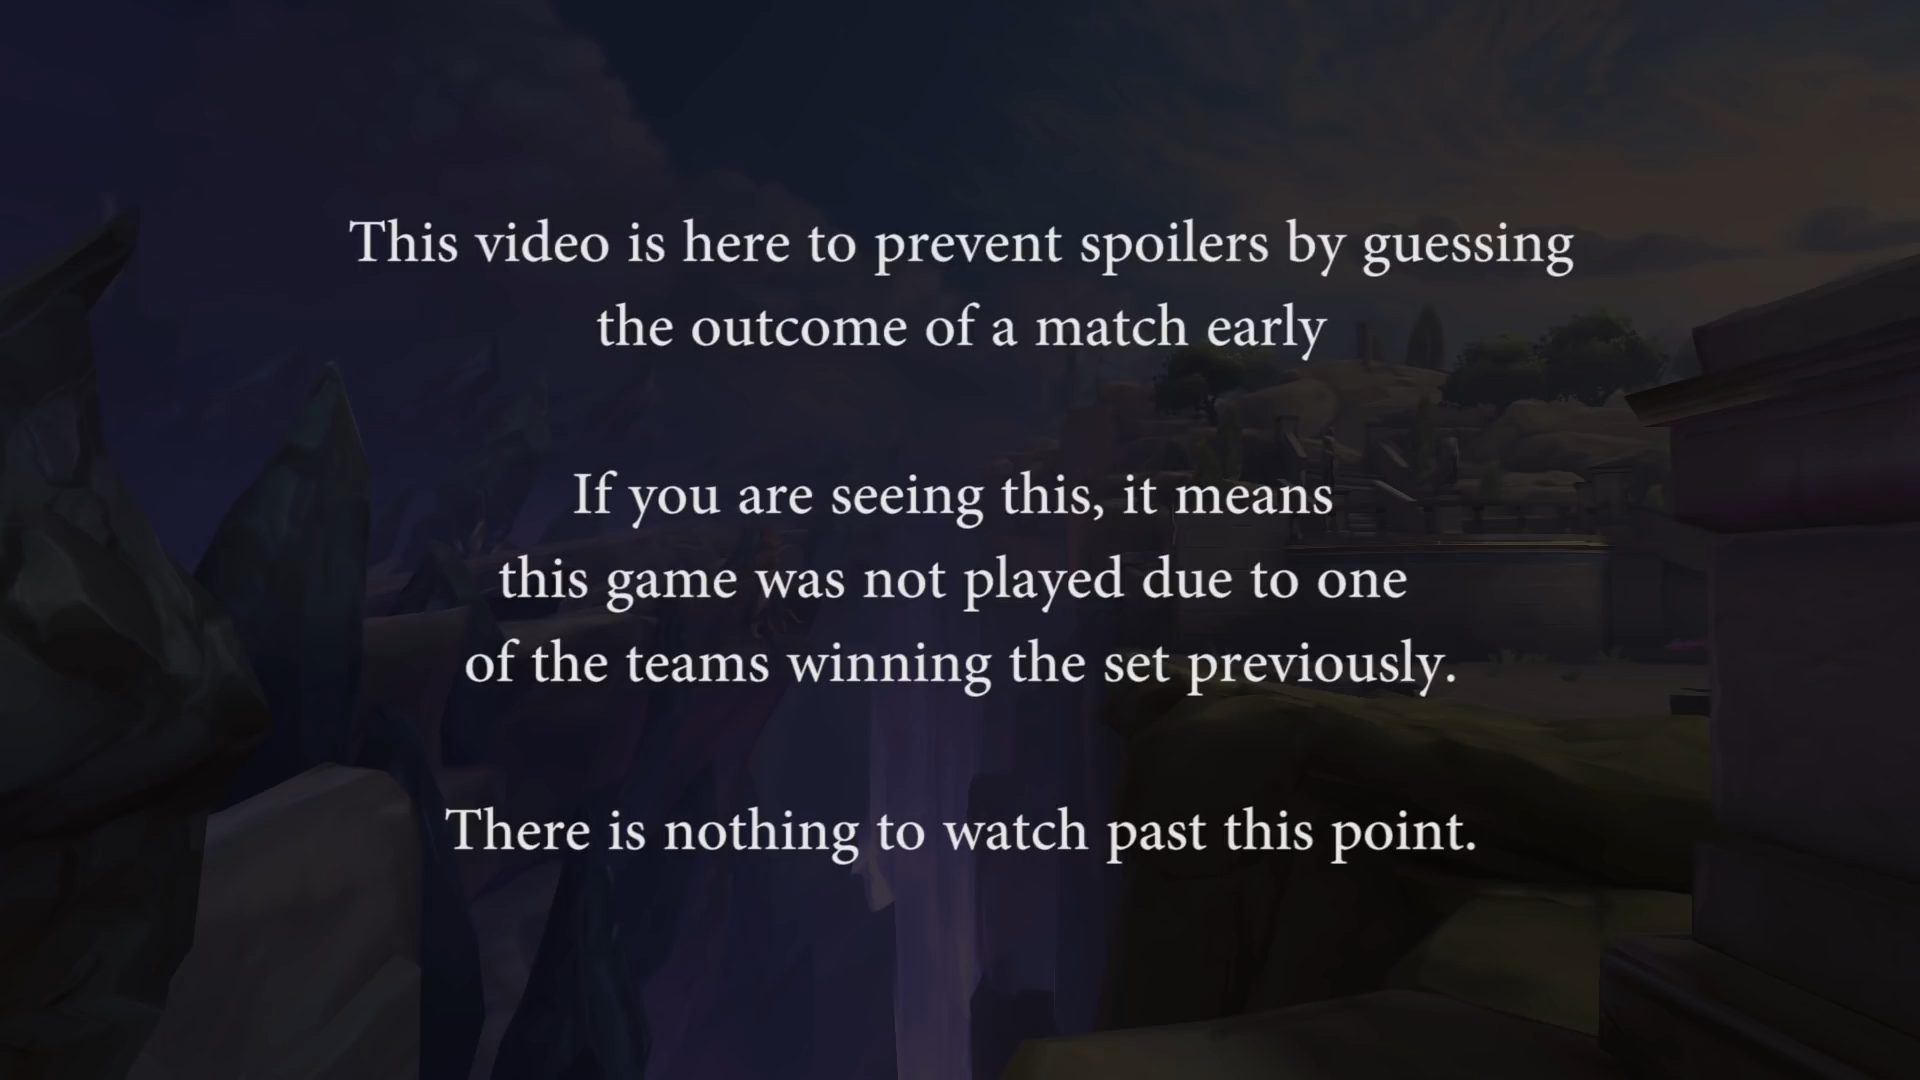 This video is here to prevent spoilers by guessing
the outcome of a match early
If you are seeing this, it means
this game was not played due to one
of the teams winning the set previously.
There is nothing to watch past this point.